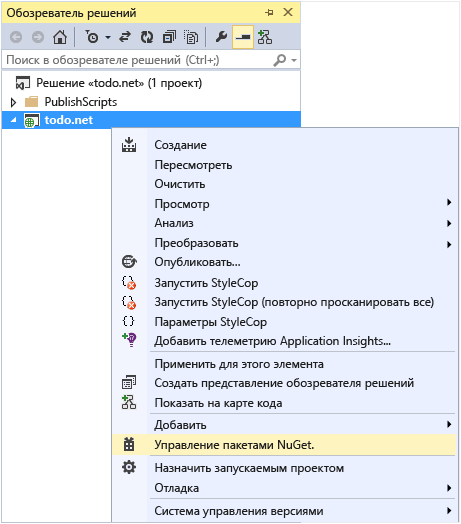 Обозреватель решений
Поиск в обозревателе решений (Ctrl+;)
Решение «todo.net» (1 проект)
PublishScripts
todo.net
Создание
Пересмотреть
Очистить
Просмотр
Анализ
Преобразовать
Опубликовать...
Запустить StyleCop
Запустить StyleCop (повторно просканировать все)
Параметры StyleCop
Добавить телеметрию Application Insights...
Применить для этого элемента
Создать представление обозревателя решений
Показать на карте кода
Добавить
Управление пакетами NuGet.
Назначить запускаемым проектом
Отладка
Система управления версиями